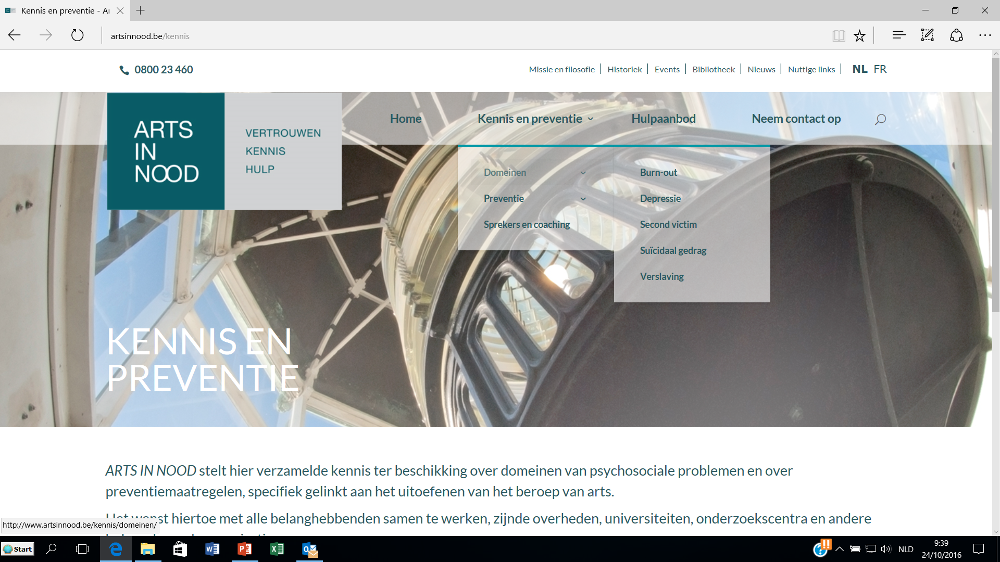 Kennis en preventie - Ar
artsinnood.be/kennis
0800 23 460
Missie en filosofie | Historiek | Events | Bibliotheek | Nieuws | Nuttige links | NL FR
ARTS
IN
NOOD
VERTROUWEN
KENNIS
HULP
Home Kennis en preventie Hulpaanbod Neem contact op
Domeinen
Preventie
Sprekers en coaching
Burn-out
Depressie
Second victim
Suïcidaal gedrag
Verslaving
KENNIS EN
PREVENTIE
ARTS IN NOOD stelt hier verzamelde kennis ter beschikking over domeinen van psychosociale problemen en over
preventiemaatregelen, specifiek gelinkt aan het uitoefenen van het beroep van arts.
Het wenst hiertoe met alle belanghebbenden samen te werken, zijnde overheden, universiteiten, onderzoekscentra en andere
http://www.artsinnood.be/kennis/domeinen/
Start
NLD
9:39
24/10/2016